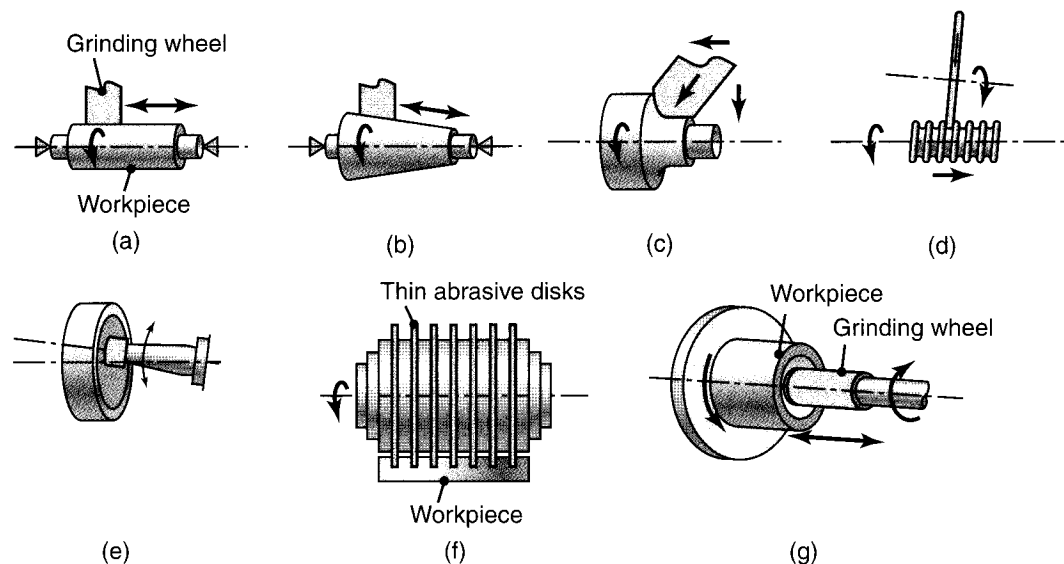 Grinding wheel
Workpiece
(a)
(b)
(c)
(d)
Thin abrasive disks
Workpiece
Workpiece
Grinding wheel
(e)
(f)
(g)